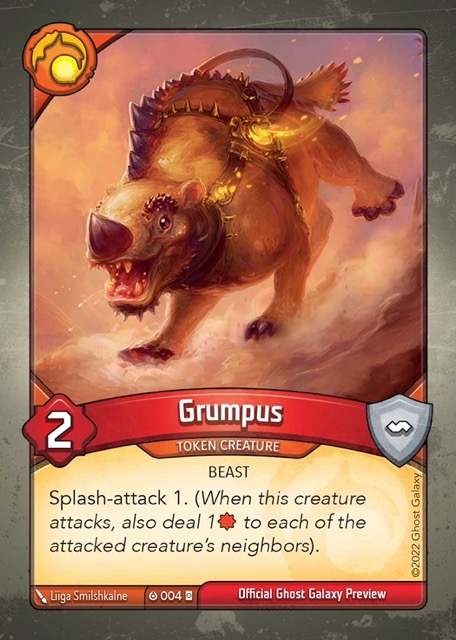 Grumpus
2
TOKEN CREATURE
BEAST
Splash-attack 1. (When this creature
attacks, also deal 1 to each of the
attacked creature's neighbors).
©2022 Ghost Galaxy
Liiga Smilshkalne
004
Official Ghost Galaxy Preview